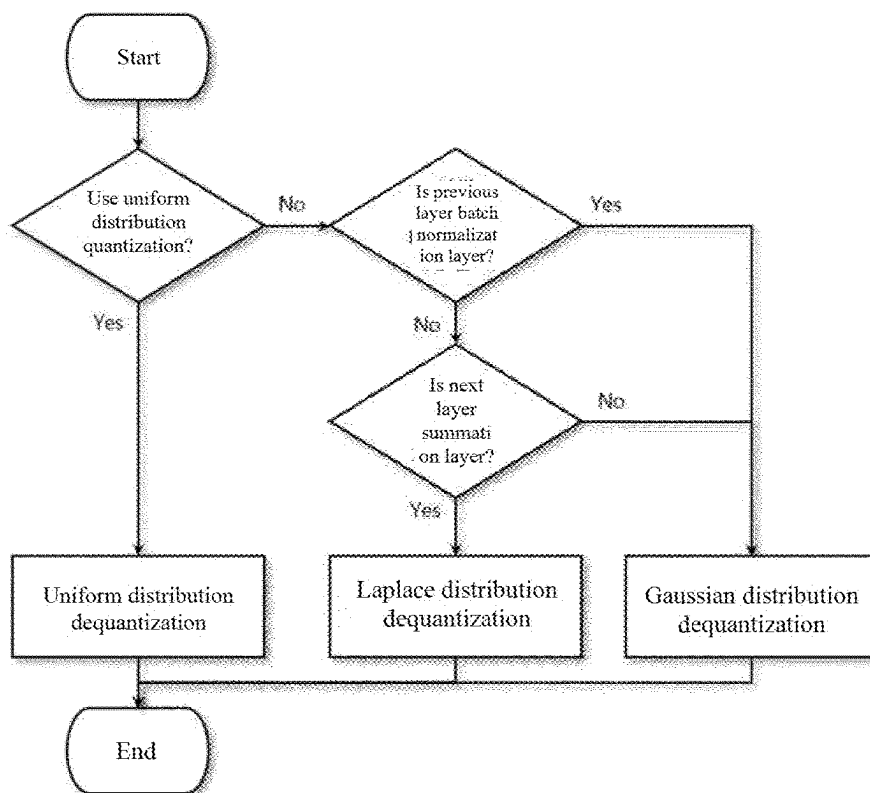 Start
Use uniform
distribution
quantization?
No
Is previous
layer batch
normalizat
ion layer?
Yes
Yes
No
Is next
layer
summati
on layer?
No
Yes
Uniform distribution
dequantization
Laplace distribution
dequantization
Gaussian distribution
dequantization
End